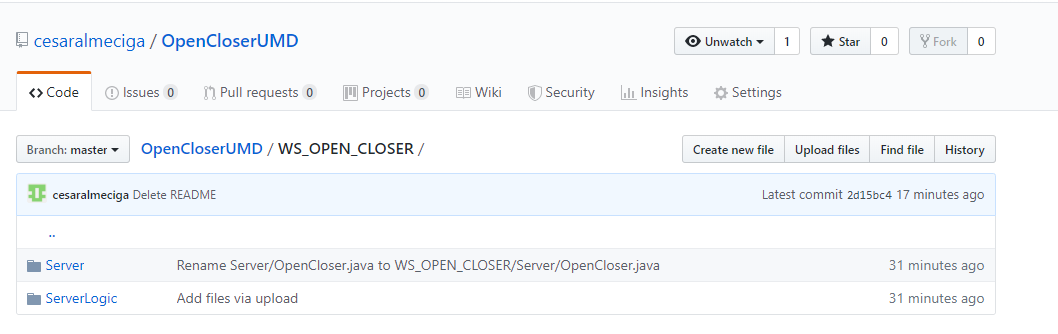 cesaralmeciga / OpenCloserUMD
Unwatch 1 Star 0 Fork 0
Code Issues 0 Pull requests 0 Projects 0 Wiki Security Insights Settings
Branch: master OpenCloserUMD / WS_OPEN_CLOSER / Create new file Upload files Find file History
cesaralmeciga Delete README Latest commit 2d15bc4 17 minutes ago
..
Server Rename Server/OpenCloser.java to WS_OPEN_CLOSER/Server/OpenCloser.java 31 minutes ago
ServerLogic Add files via upload 31 minutes ago